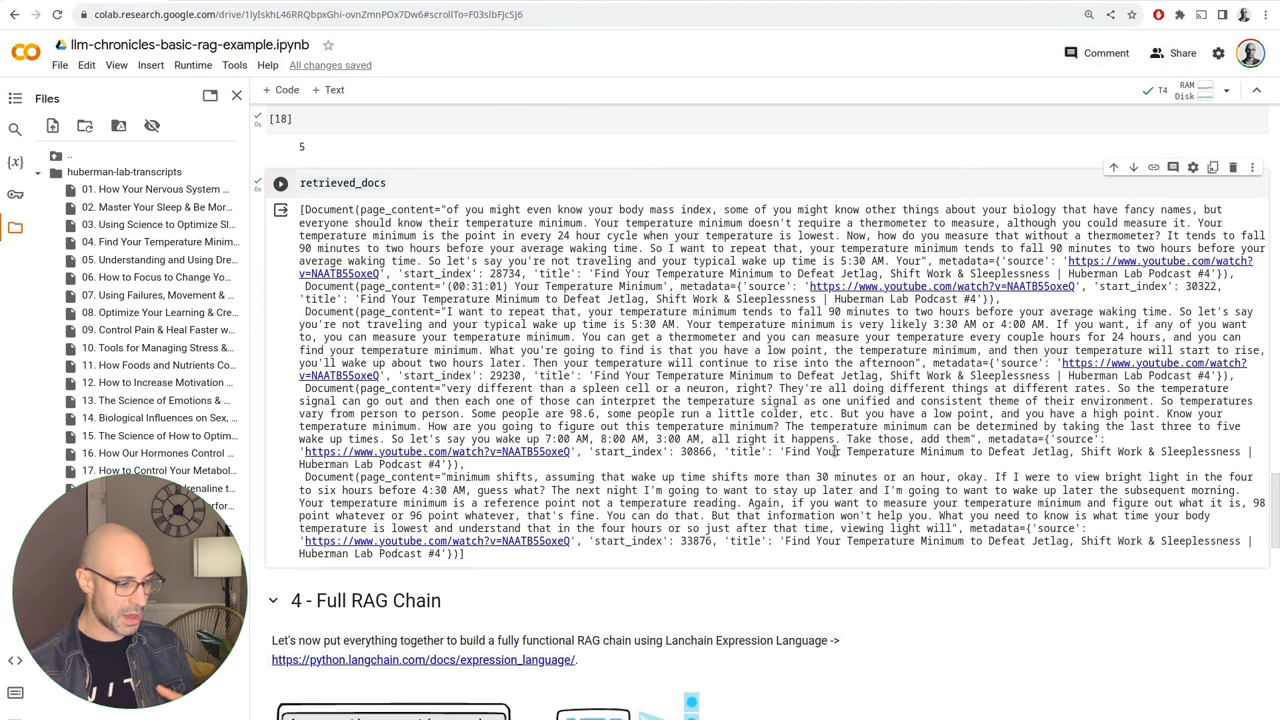 colab.research.google.com/drive/1lyIskhL46RRQbpxGhi-ovnZmnPOx7Dw6#scrollTo=F03slbFJcSJ6
llm-chronicles-basic-rag-example.ipynb
Comment
Share
File Edit View Insert Runtime Tools Help All changes saved
Files
+ Code + Text
T4
RAM
Disk
..
huberman-lab-transcripts
01. How Your Nervous System ...
02. Master Your Sleep & Be Mor...
03. Using Science to Optimize Sl...
04. Find Your Temperature Minim...
05. Understanding and Using Dre...
06. How to Focus to Change Yo...
07. Using Failures, Movement & ...
08. Optimize Your Learning & Cre...
09. Control Pain & Heal Faster w...
10. Tools for Managing Stress &...
11. How Foods and Nutrients Co...
12. How to Increase Motivation ...
13. The Science of Emotions & ...
14. Biological Influences on Sex, ...
15. The Science of How to Optim...
16. How Our Hormones Control ...
17. How to Control Your Metabol...
[18]
0s
5
0s
retrieved_docs
[Document(page_content="of you might even know your body mass index, some of you might know other things about your biology that have fancy names, but
everyone should know their temperature minimum. Your temperature minimum doesn't require a thermometer to measure, although you could measure it. Your
temperature minimum is the point in every 24 hour cycle when your temperature is lowest. Now, how do you measure that without a thermometer? It tends to fall
90 minutes to two hours before your average waking time. So I want to repeat that, your temperature minimum tends to fall 90 minutes to two hours before your
average waking time. So let's say you're not traveling and your typical wake up time is 5:30 AM. Your", metadata={'source': 'https://www.youtube.com/watch?
v=NAATB55oxeQ', 'start_index': 28734, 'title': 'Find Your Temperature Minimum to Defeat Jetlag, Shift Work & Sleeplessness | Huberman Lab Podcast #4'}),
Document(page_content='(00:31:01) Your Temperature Minimum', metadata={'source': 'https://www.youtube.com/watch?v=NAATB55oxeQ', 'start_index': 30322,
'title': 'Find Your Temperature Minimum to Defeat Jetlag, Shift Work & Sleeplessness | Huberman Lab Podcast #4'}),
Document(page_content="I want to repeat that, your temperature minimum tends to fall 90 minutes to two hours before your average waking time. So let's say
you're not traveling and your typical wake up time is 5:30 AM. Your temperature minimum is very likely 3:30 AM or 4:00 AM. If you want, if any of you want
to, you can measure your temperature minimum. You can get a thermometer and you can measure your temperature every couple hours for 24 hours, and you can
find your temperature minimum. What you're going to find is that you have a low point, the temperature minimum, and then your temperature will start to rise,
you'll wake up about two hours later. Then your temperature will continue to rise into the afternoon", metadata={'source': 'https://www.youtube.com/watch?
v=NAATB55oxeQ', 'start_index': 29230, 'title': 'Find Your Temperature Minimum to Defeat Jetlag, Shift Work & Sleeplessness | Huberman Lab Podcast #4'}),
Document(page_content="very different than a spleen cell or a neuron, right? They're all doing different things at different rates. So the temperature
signal can go out and then each one of those can interpret the temperature signal as one unified and consistent theme of their environment. So temperatures
vary from person to person. Some people are 98.6, some people run a little colder, etc. But you have a low point, and you have a high point. Know your
temperature minimum. How are you going to figure out this temperature minimum? The temperature minimum can be determined by taking the last three to five
wake up times. So let's say you wake up 7:00 AM, 8:00 AM, 3:00 AM, all right it happens. Take those, add them", metadata={'source':
'https://www.youtube.com/watch?v=NAATB55oxeQ', 'start_index': 30866, 'title': 'Find Your Temperature Minimum to Defeat Jetlag, Shift Work & Sleeplessness |
Huberman Lab Podcast #4'}),
Document(page_content="minimum shifts, assuming that wake up time shifts more than 30 minutes or an hour, okay. If I were to view bright light in the four
to six hours before 4:30 AM, guess what? The next night I'm going to want to stay up later and I'm going to want to wake up later the subsequent morning.
Your temperature minimum is a reference point not a temperature reading. Again, if you want to measure your temperature minimum and figure out what it is, 98
point whatever or 96 point whatever, that's fine. You can do that. But that information won't help you. What you need to know is what time your body
temperature is lowest and understand that in the four hours or so just after that time, viewing light will", metadata={'source':
'https://www.youtube.com/watch?v=NAATB55oxeQ', 'start_index': 33876, 'title': 'Find Your Temperature Minimum to Defeat Jetlag, Shift Work & Sleeplessness |
Huberman Lab Podcast #4'})]
4 - Full RAG Chain
Let's now put everything together to build a fully functional RAG chain using Lanchain Expression Language ->
https://python.langchain.com/docs/expression_language/.